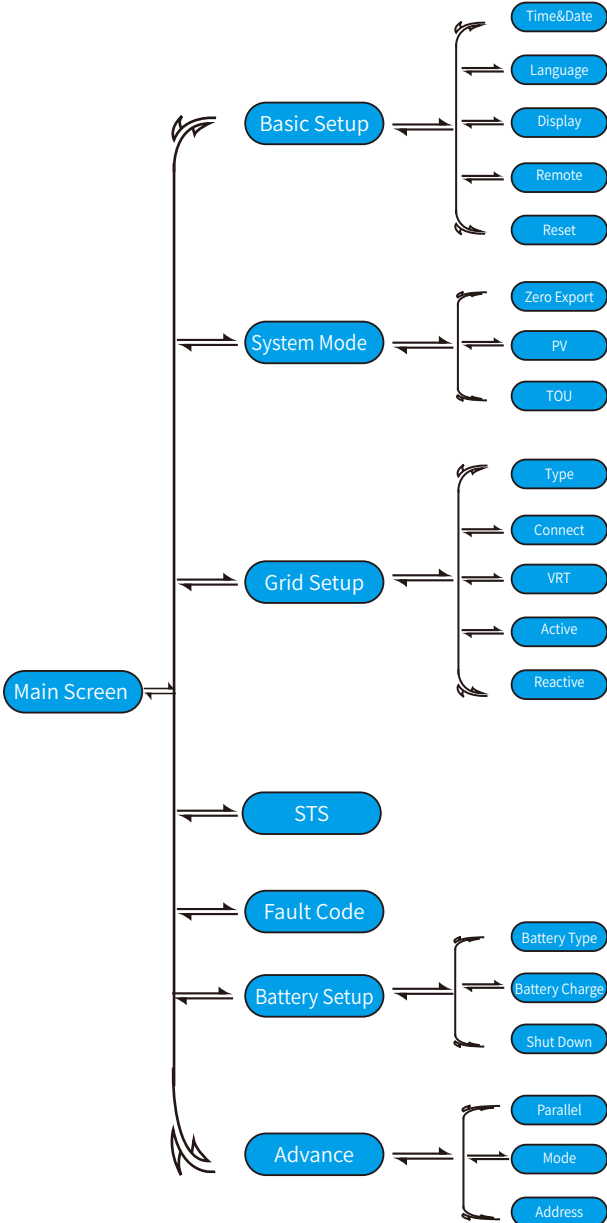 Main Screen
Basic Setup
Time&Date
Language
Display
Remote
Reset
System Mode
Zero Export
PV
TOU
Grid Setup
Type
Connect
VRT
Active
Reactive
STS
Fault Code
Battery Setup
Battery Type
Battery Charge
Shut Down
Advance
Parallel
Mode
Address